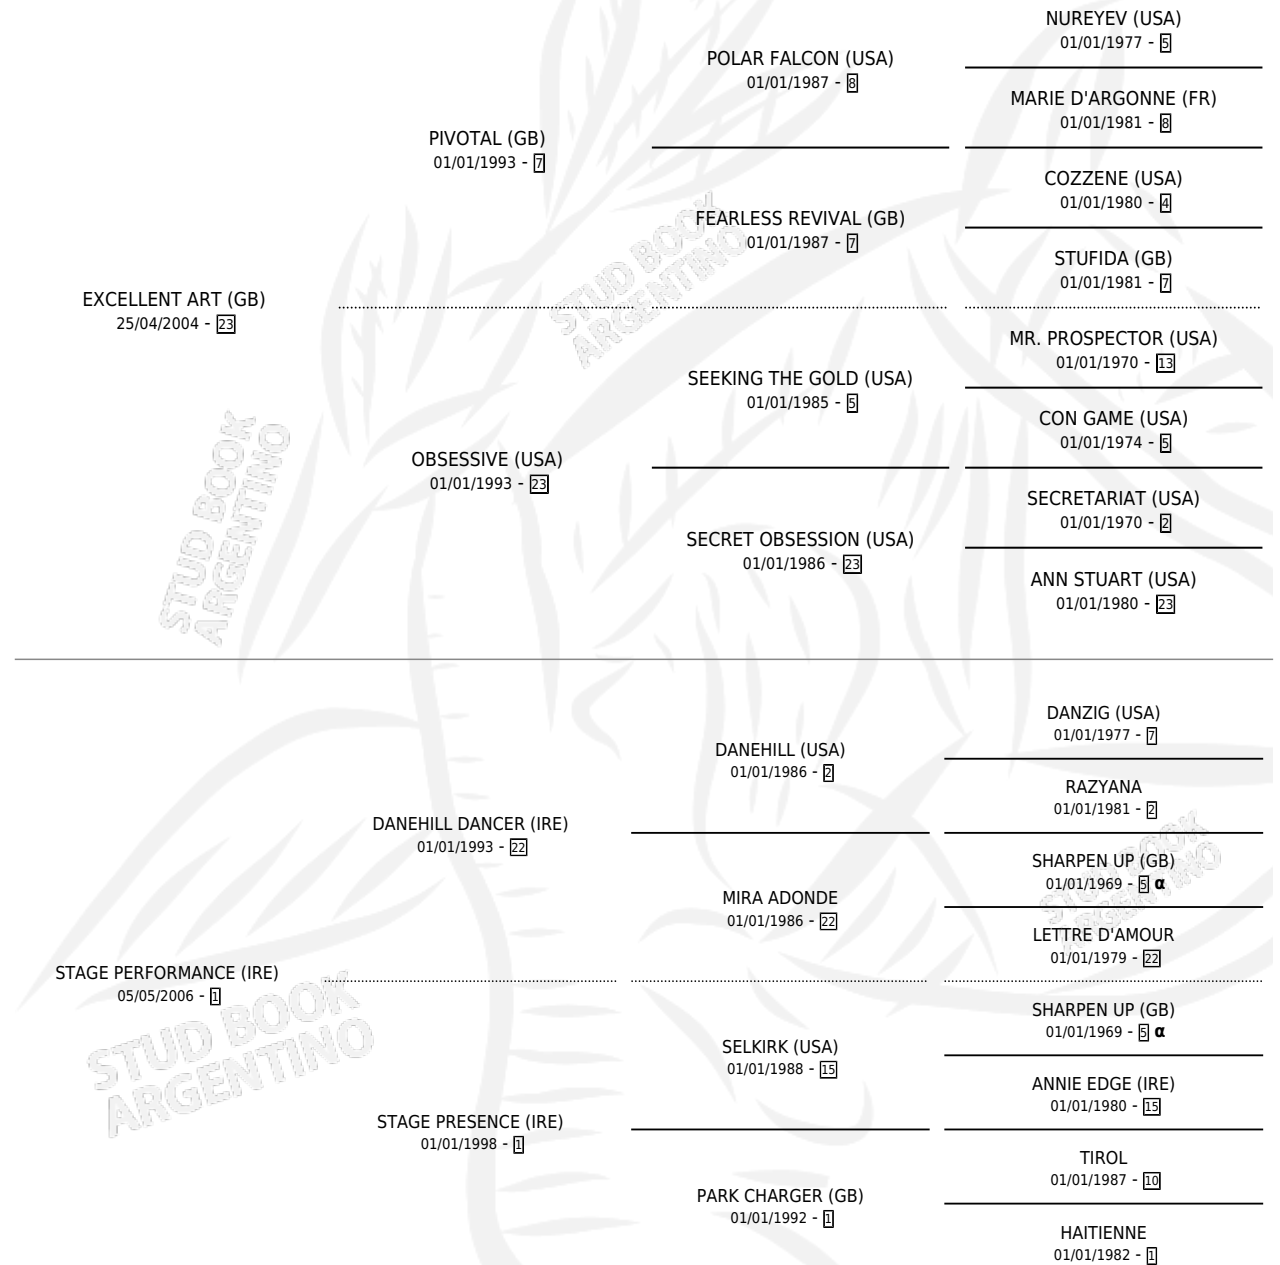 NUREYEV (USA)
01/01/1977 - 5
POLAR FALCON (USA)
01/01/1987 - 8
MARIE D'ARGONNE (FR)
01/01/1981 - 8
PIVOTAL (GB)
01/01/1993 - 7
COZZENE (USA)
01/01/1980 - 4
FEARLESS REVIVAL (GB)
01/01/1987 - 7
STUFIDA (GB)
01/01/1981 - 7
EXCELLENT ART (GB)
25/04/2004 - 23
MR. PROSPECTOR (USA)
01/01/1970 - 13
SEEKING THE GOLD (USA)
01/01/1985 - 5
CON GAME (USA)
01/01/1974 - 5
OBSESSIVE (USA)
01/01/1993 - 23
SECRETARIAT (USA)
01/01/1970 - 2
SECRET OBSESSION (USA)
01/01/1986 - 23
ANN STUART (USA)
01/01/1980 - 23
STUD BOOK
ARGENTINO
STUD BOOK
ARGENTINO
DANZIG (USA)
01/01/1977 - 7
DANEHILL (USA)
01/01/1986 - 2
RAZYANA
01/01/1981 - 2
DANEHILL DANCER (IRE)
01/01/1993 - 22
SHARPEN UP (GB)
01/01/1969 - 5 α
MIRA ADONDE
01/01/1986 - 22
LETTRE D'AMOUR
01/01/1979 - 22
STAGE PERFORMANCE (IRE)
05/05/2006 - 1
SHARPEN UP (GB)
01/01/1969 - 5 α
SELKIRK (USA)
01/01/1988 - 15
ANNIE EDGE (IRE)
01/01/1980 - 15
STAGE PRESENCE (IRE)
01/01/1998 - 1
TIROL
01/01/1987 - 10
PARK CHARGER (GB)
01/01/1992 - 1
HAITIENNE
01/01/1982 - 1
STUD BOOK
ARGENTINO
STUD BOOK
ARGENTINO